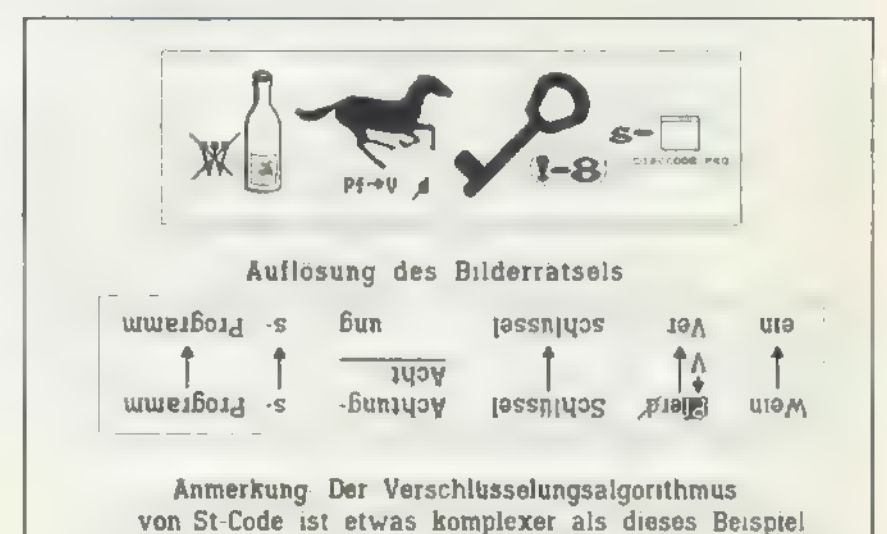 W
s-
Pf→V d
(!-8)
Auflösung des Bilderrätsels
Wein Pferd Schlüssel Achtung- s- Programm
V Acht
ein Ver schlüssel ung s- Programm
Anmerkung Der Verschlüsselungsalgorithmus
von St-Code ist etwas komplexer als dieses Beispiel